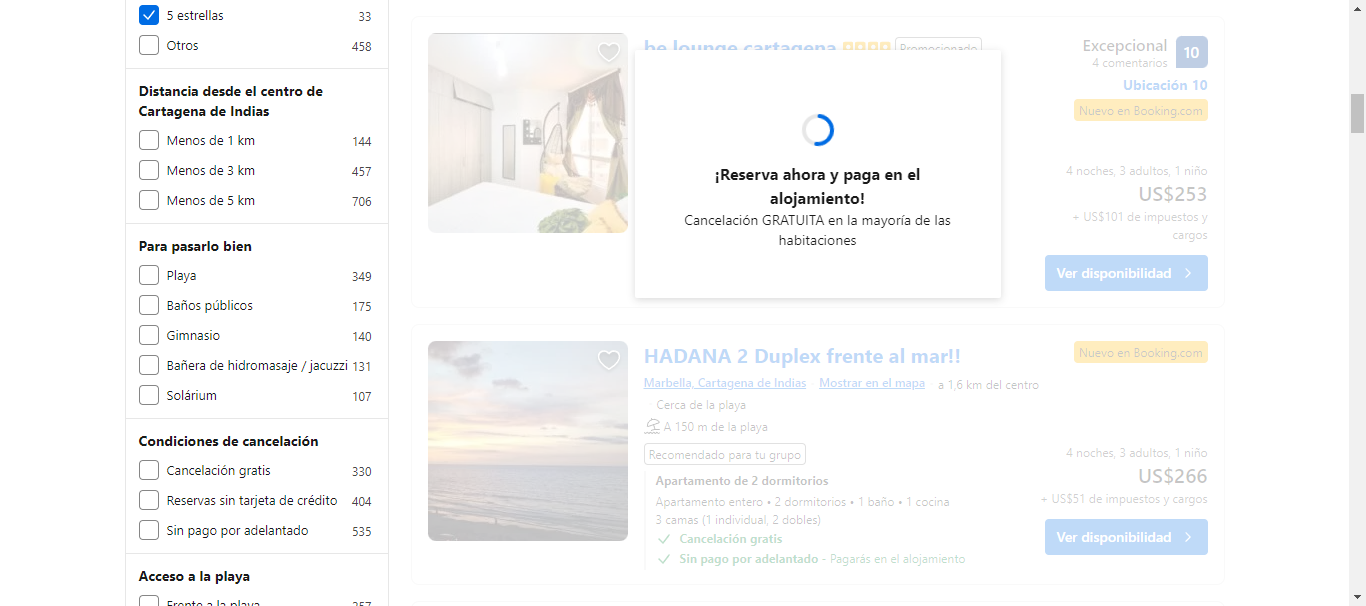 5 estrellas 33
Otros 458
Distancia desde el centro de
Cartagena de Indias
Menos de 1 km 144
Menos de 3 km 457
Menos de 5 km 706
Para pasarlo bien
Playa 349
Baños públicos 175
Gimnasio 140
Bañera de hidromasaje / jacuzzi 131
Solárium 107
Condiciones de cancelación
Cancelación gratis 330
Reservas sin tarjeta de crédito 404
Sin pago por adelantado 535
Acceso a la playa
Frente a la playa 257
be lounge cartagena Promocionado
Excepcional 10
4 comentarios
Ubicación 10
Nuevo en Booking.com
4 noches, 3 adultos, 1 niño
US$253
+ US$101 de impuestos y
cargos
Ver disponibilidad
¡Reserva ahora y paga en el
alojamiento!
Cancelación GRATUITA en la mayoría de las
habitaciones
HADANA 2 Duplex frente al mar!!
Nuevo en Booking.com
Marbella, Cartagena de Indias Mostrar en el mapa a 1,6 km del centro
Cerca de la playa
A 150 m de la playa
Recomendado para tu grupo
Apartamento de 2 dormitorios
Apartamento entero • 2 dormitorios • 1 baño • 1 cocina
3 camas (1 individual, 2 dobles)
Cancelación gratis
Sin pago por adelantado - Pagarás en el alojamiento
4 noches, 3 adultos, 1 niño
US$266
+ US$51 de impuestos y cargos
Ver disponibilidad